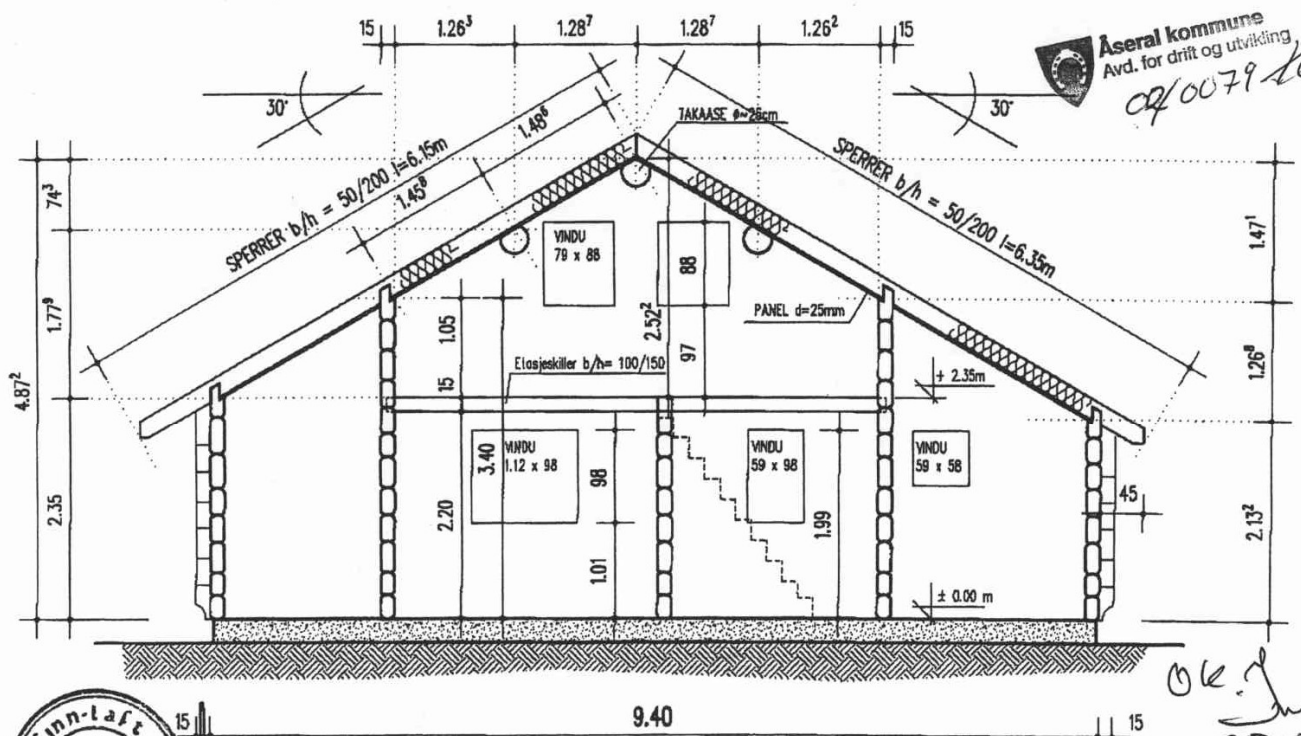 15 1.26³ 1.28⁷ 1.28⁷ 1.26² 15
Åseral kommune
Avd. for drift og utvikling
30° 30°
TAKAASE ø~26cm
1.48⁶
1.45⁸
SPERRER b/h = 50/200 l=6.15m
SPERRER b/h = 50/200 l=6.35m
74³
1.77⁹
2.35
4.87²
1.47¹
1.26⁸
2.13²
VINDU
79 x 88
88
2.52²
97
PANEL d=25mm
1.05
15
Etasjeskiller b/h= 100/150
+ 2.35m
3.40
2.20
VINDU
1.12 x 98
98
1.01
VINDU
59 x 98
1.99
VINDU
59 x 58
45
± 0.00 m
OK.
15 9.40 15